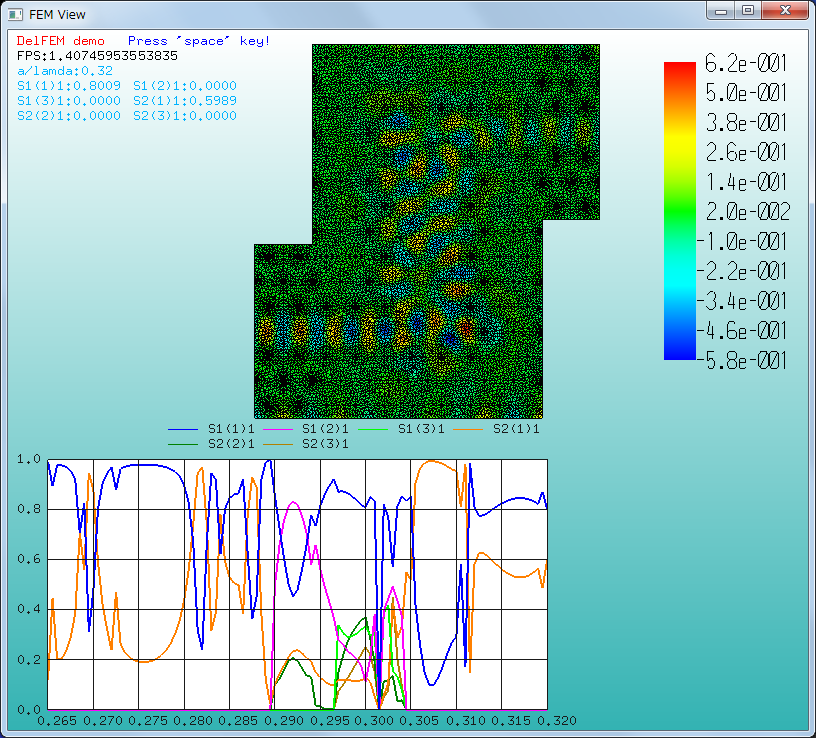 FEM View
DelFEM demo   Press "space" key!
FPS:1.40745953553835
a/lamda:0.32
S1(1)1:0.8009  S1(2)1:0.0000
S1(3)1:0.0000  S2(1)1:0.5989
S2(2)1:0.0000  S2(3)1:0.0000
6.2e-001
5.0e-001
3.8e-001
2.6e-001
1.4e-001
2.0e-002
-1.0e-001
-2.2e-001
-3.4e-001
-4.6e-001
-5.8e-001
S1(1)1  S1(2)1  S1(3)1  S2(1)1
S2(2)1  S2(3)1
1.0
0.8
0.6
0.4
0.2
0.0
0.265 0.270 0.275 0.280 0.285 0.290 0.295 0.300 0.305 0.310 0.315 0.320